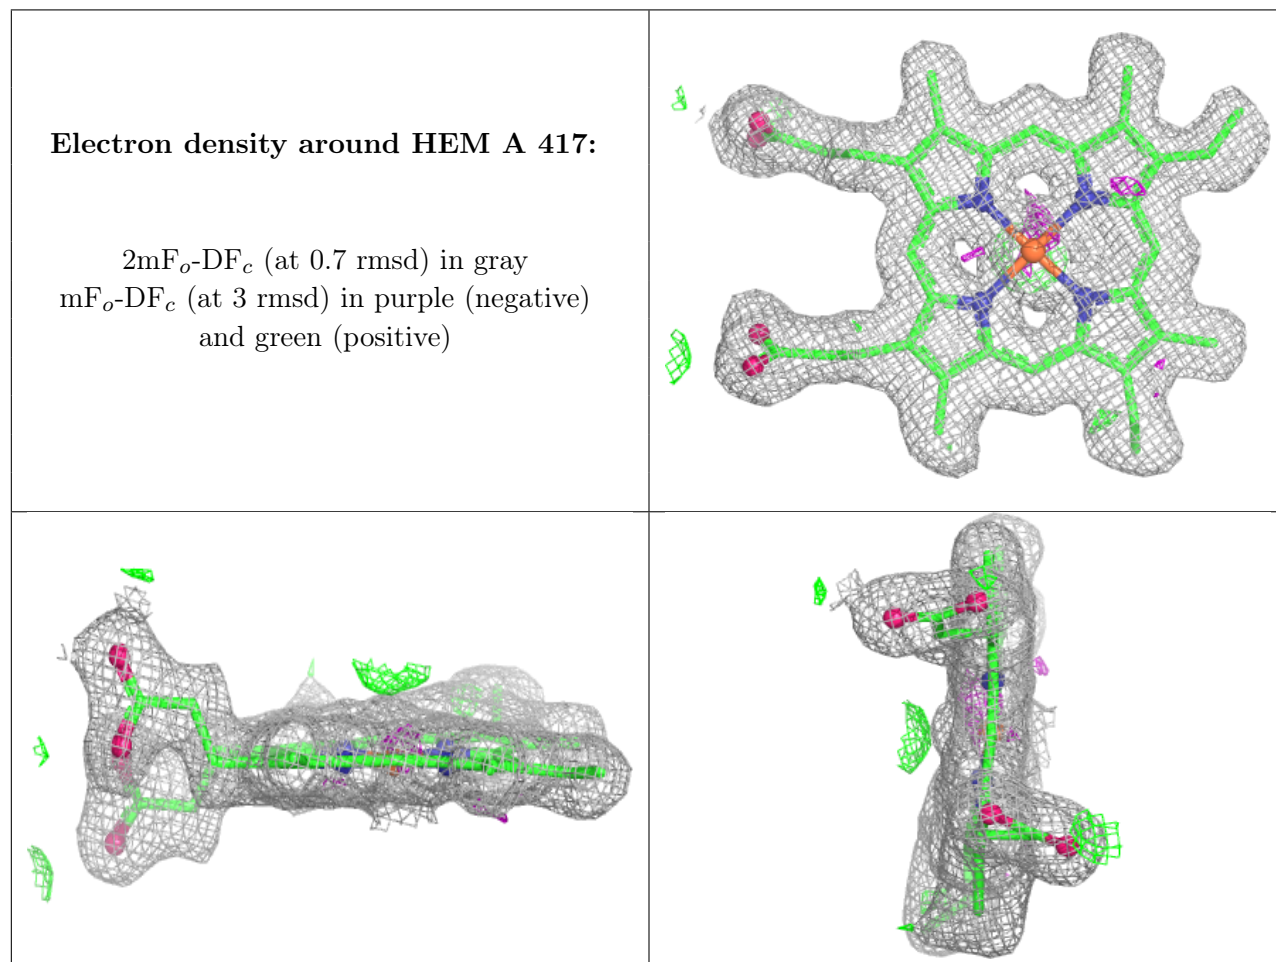 Electron density around HEM A 417:
2mFo-DFc (at 0.7 rmsd) in gray
mFo-DFc (at 3 rmsd) in purple (negative)
and green (positive)